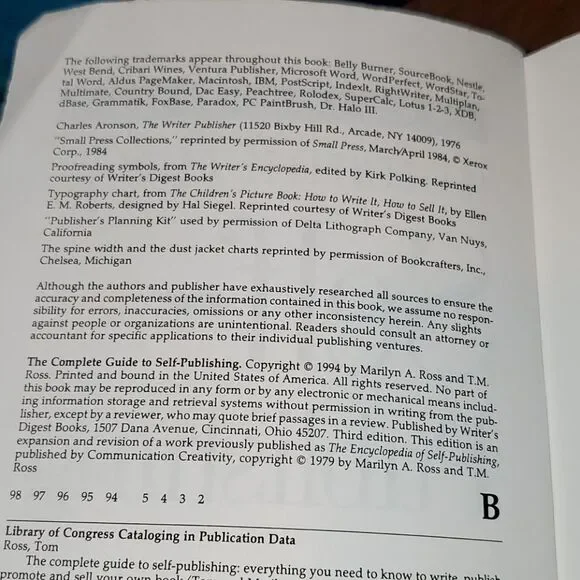 The following trademarks appear throughout this book: Belly Burner, SourceBook, Nestle,
West Bend, Cribari Wines, Ventura Publisher, Microsoft Word, WordPerfect, WordStar, To-
tal Word, Aldus PageMaker, Macintosh, IBM, PostScript, IndexIt, RightWriter, Multiplan,
Multimate, Country Bound, Dac Easy, Peachtree, Rolodex, SuperCalc, Lotus 1-2-3, XDB,
dBase, Grammatik, FoxBase, Paradox, PC PaintBrush, Dr. Halo III.
Charles Aronson, The Writer Publisher (11520 Bixby Hill Rd., Arcade, NY 14009), 1976
"Small Press Collections," reprinted by permission of Small Press, March/April 1984, © Xerox
Corp., 1984
Proofreading symbols, from The Writer's Encyclopedia, edited by Kirk Polking. Reprinted
courtesy of Writer's Digest Books
Typography chart, from The Children's Picture Book: How to Write It, How to Sell It, by Ellen
E. M. Roberts, designed by Hal Siegel. Reprinted courtesy of Writer's Digest Books
"Publisher's Planning Kit" used by permission of Delta Lithograph Company, Van Nuys,
California
The spine width and the dust jacket charts reprinted by permission of Bookcrafters, Inc.,
Chelsea, Michigan
Although the authors and publisher have exhaustively researched all sources to ensure the
accuracy and completeness of the information contained in this book, we assume no respon-
sibility for errors, inaccuracies, omissions or any other inconsistency herein. Any slights
against people or organizations are unintentional. Readers should consult an attorney or
accountant for specific applications to their individual publishing ventures.
The Complete Guide to Self-Publishing. Copyright © 1994 by Marilyn A. Ross and T.M.
Ross. Printed and bound in the United States of America. All rights reserved. No part of
this book may be reproduced in any form or by any electronic or mechanical means includ-
ing information storage and retrieval systems without permission in writing from the pub-
lisher, except by a reviewer, who may quote brief passages in a review. Published by Writer's
Digest Books, 1507 Dana Avenue, Cincinnati, Ohio 45207. Third edition. This edition is an
expansion and revision of a work previously published as The Encyclopedia of Self-Publishing,
published by Communication Creativity, copyright © 1979 by Marilyn A. Ross and T.M.
Ross
98 97 96 95 94 5 4 3 2
B
Library of Congress Cataloging in Publication Data
Ross, Tom
The complete guide to self-publishing: everything you need to know to write, publish
promote and sell your own book